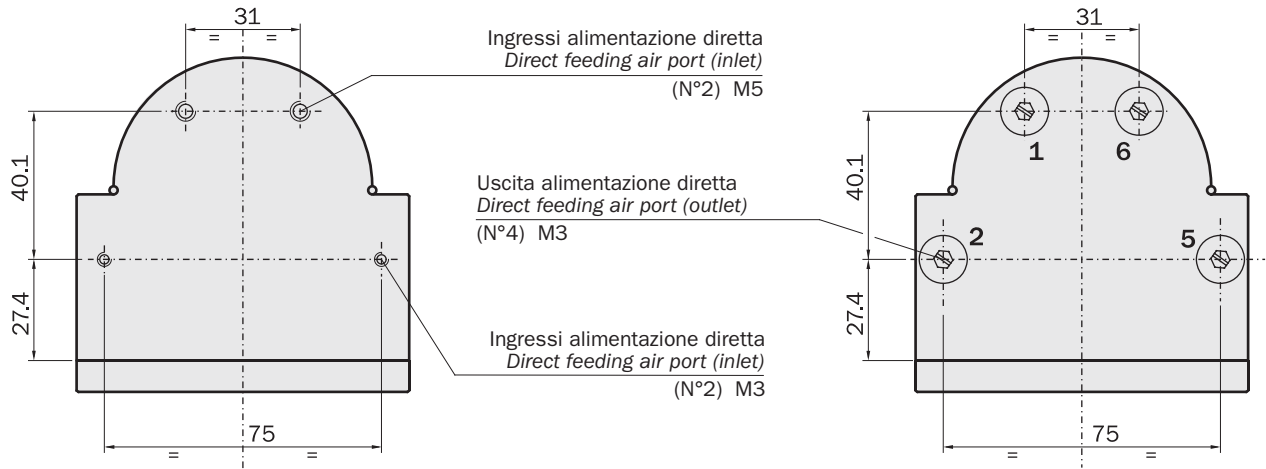 31
= =
40.1
27.4
75
= =
Ingressi alimentazione diretta
Direct feeding air port (inlet)
(N°2) M5
Uscita alimentazione diretta
Direct feeding air port (outlet)
(N°4) M3
Ingressi alimentazione diretta
Direct feeding air port (inlet)
(N°2) M3
31
= =
1 6
40.1
2 5
27.4
75
= =